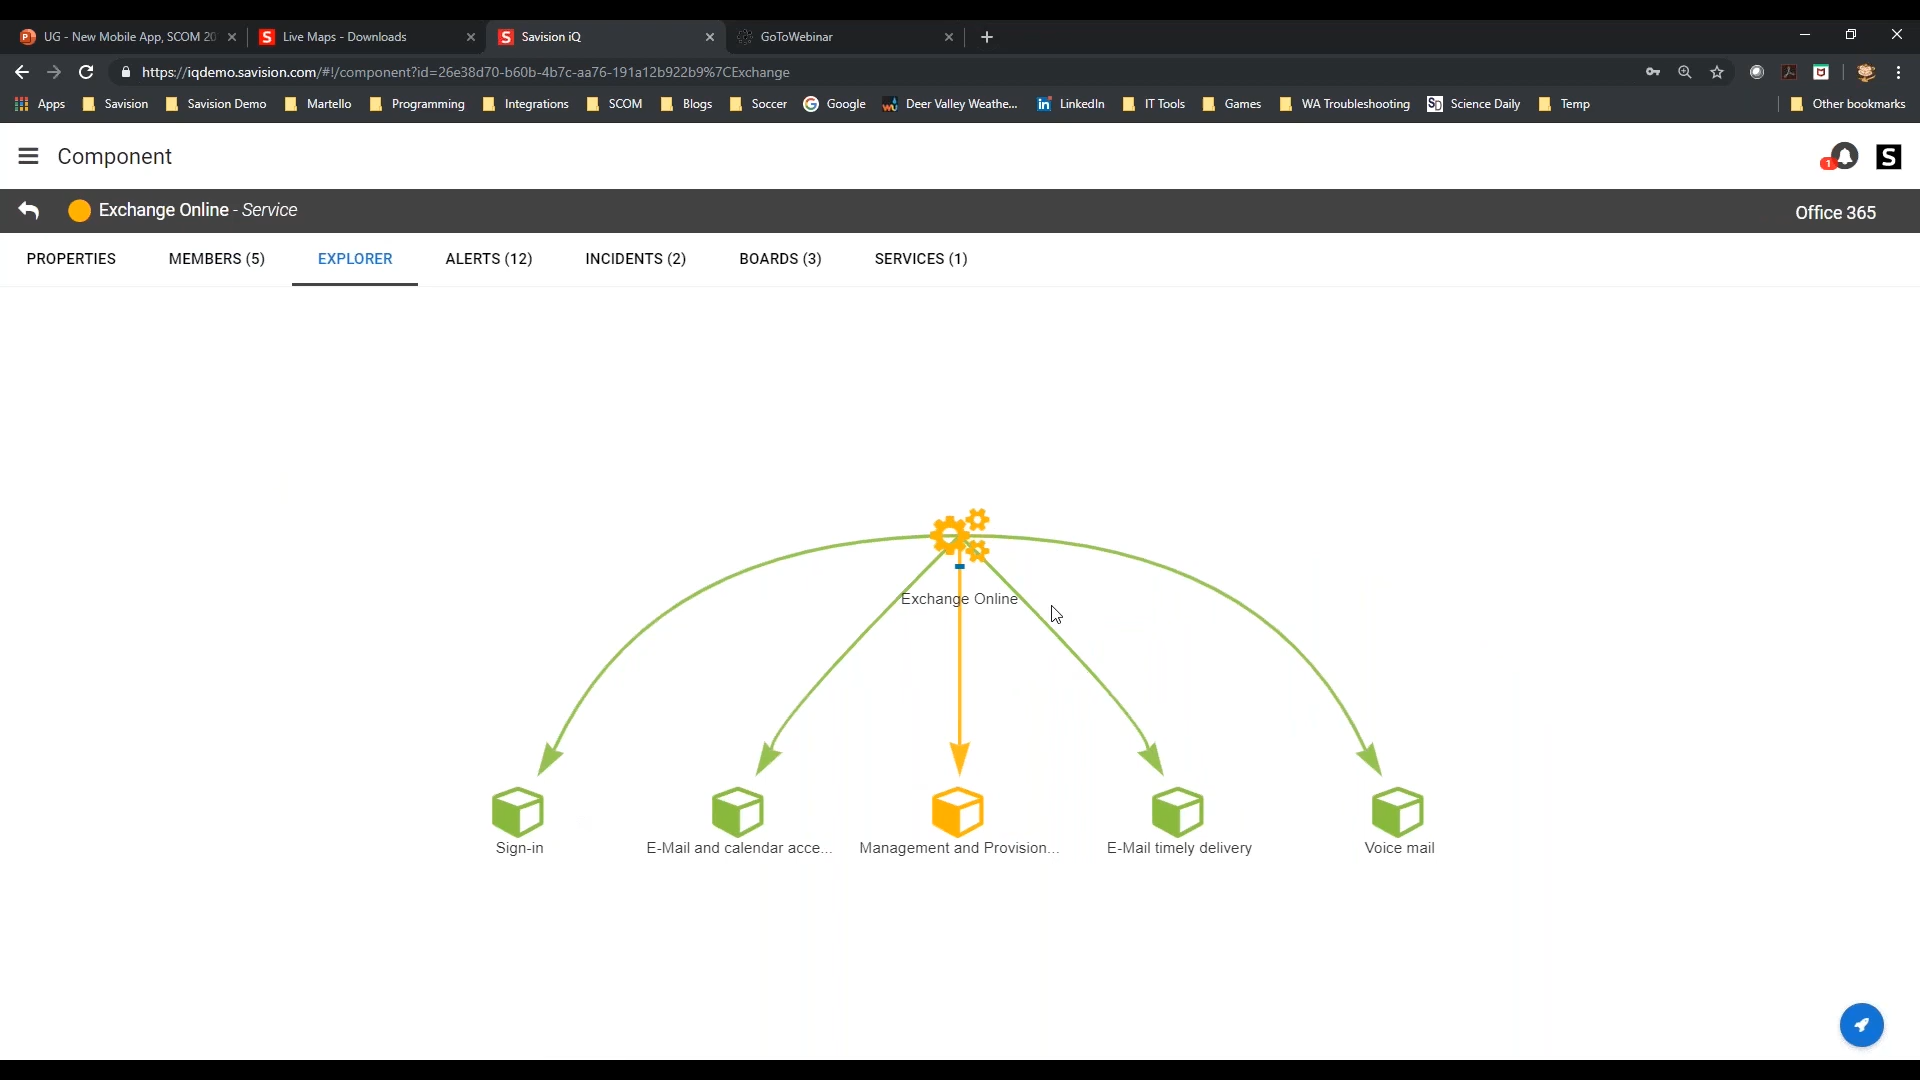 UG - New Mobile App, SCOM 20
Live Maps - Downloads
Savision iQ
GoToWebinar
https://iqdemo.savision.com/#!/component?id=26e38d70-b60b-4b7c-aa76-191a12b922b9%7CExchange
Apps Savision Savision Demo Martello Programming Integrations SCOM Blogs Soccer Google Deer Valley Weathe... LinkedIn IT Tools Games WA Troubleshooting Science Daily Temp Other bookmarks
Component
1
S
Exchange Online - Service
Office 365
PROPERTIES MEMBERS (5) EXPLORER ALERTS (12) INCIDENTS (2) BOARDS (3) SERVICES (1)
Exchange Online
Sign-in
E-Mail and calendar acce...
Management and Provision...
E-Mail timely delivery
Voice mail